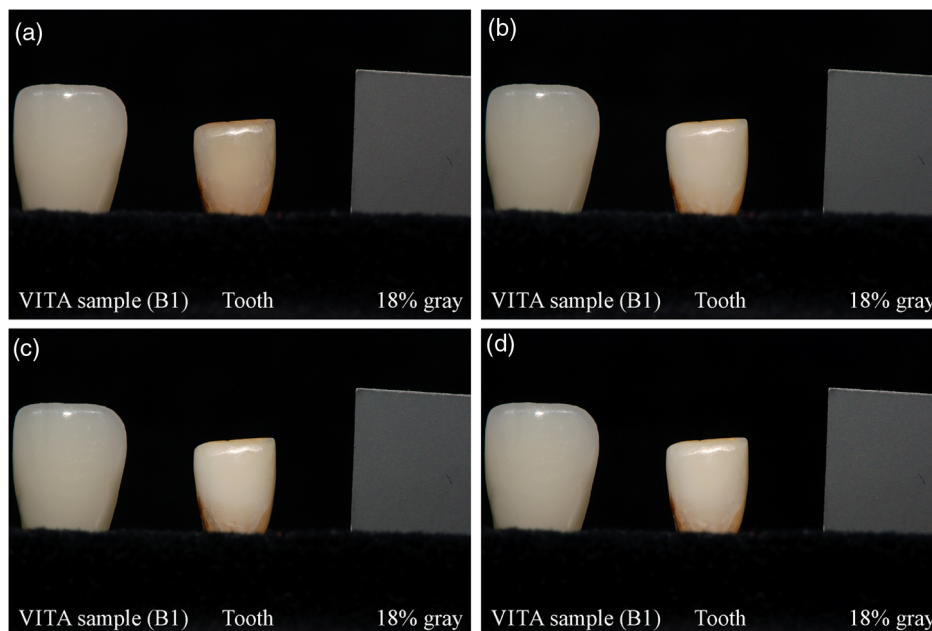 (a)
VITA sample (B1) Tooth 18% gray
(b)
VITA sample (B1) Tooth 18% gray
(c)
VITA sample (B1) Tooth 18% gray
(d)
VITA sample (B1) Tooth 18% gray